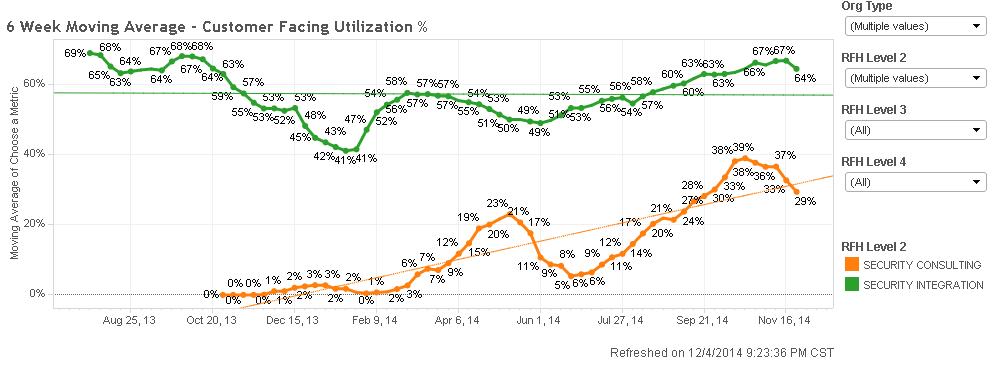 Org Type
6 Week Moving Average - Customer Facing Utilization %
(Multiple values)
RFH Level 2
(Multiple values)
RFH Level 3
(All)
RFH Level 4
(All)
RFH Level 2
SECURITY CONSULTING
SECURITY INTEGRATION
Moving Average of Choose a Metric
60%
40%
20%
0%
69% 68% 65% 63% 64% 64% 67% 68% 68% 67% 64% 63% 59% 55% 57% 53% 53% 52% 53% 45% 48% 42% 43% 41% 47% 41% 54% 52% 56% 58% 57% 57% 57% 56% 55% 54% 51% 53% 50% 49% 49% 51% 53% 53% 55% 56% 54% 58% 57% 60% 60% 63% 63% 63% 66% 67% 67% 64%
0% 0% 0% 0% 0% 1% 1% 2% 2% 3% 3% 2% 2% 0% 1% 2% 6% 3% 7% 7% 12% 9% 19% 15% 23% 20% 21% 17% 11% 9% 8% 5% 6% 9% 6% 12% 11% 17% 14% 21% 20% 24% 28% 27% 30% 33% 38% 38% 39% 36% 37% 33% 29%
Aug 25, 13 Oct 20, 13 Dec 15, 13 Feb 9, 14 Apr 6, 14 Jun 1, 14 Jul 27, 14 Sep 21, 14 Nov 16, 14
Refreshed on 12/4/2014 9:23:36 PM CST